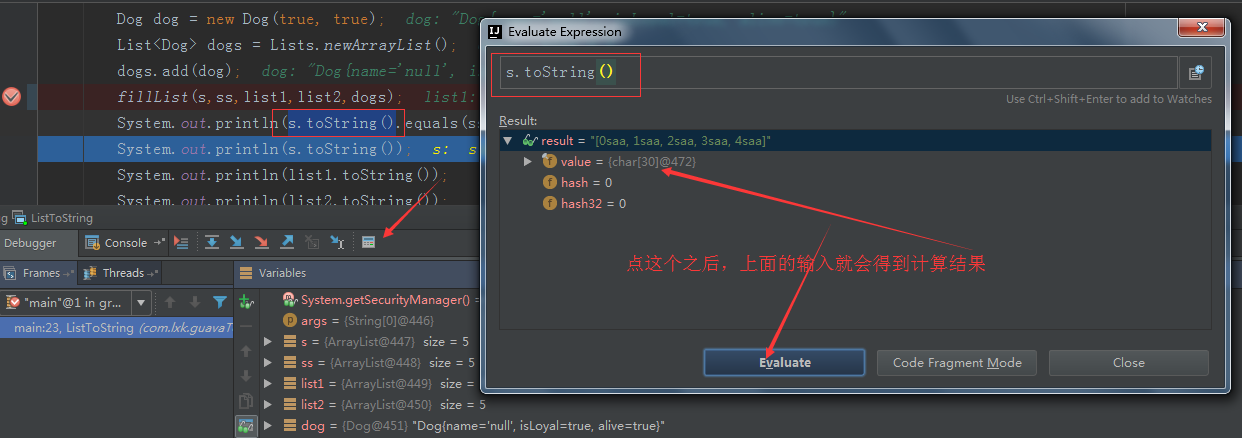 Dog dog = new Dog(true, true);
List<Dog> dogs = Lists.newArrayList();
dogs.add(dog); dog: "Dog{name='null', i
fillList(s,ss,list1,list2,dogs); list1:
System.out.println(s.toString().equals(s
System.out.println(s.toString()); s: s
System.out.println(list1.toString());
System.out.println(list2.toString());
Evaluate Expression
s.toString()
Use Ctrl+Shift+Enter to add to Watches
Result:
result = "[0saa, 1saa, 2saa, 3saa, 4saa]"
value = {char[30]@472}
hash = 0
hash32 = 0
点这个之后，上面的输入就会得到计算结果
Evaluate
Code Fragment Mode
Close
g ListToString
Debugger
Console
Frames
Threads
Variables
"main"@1 in gr...
main:23, ListToString (com.lxk.guavaT
System.getSecurityManager() =
args = {String[0]@446}
s = {ArrayList@447} size = 5
ss = {ArrayList@448} size = 5
list1 = {ArrayList@449} size =
list2 = {ArrayList@450} size = 5
dog = {Dog@451} "Dog{name='null', isLoyal=true, alive=true}"